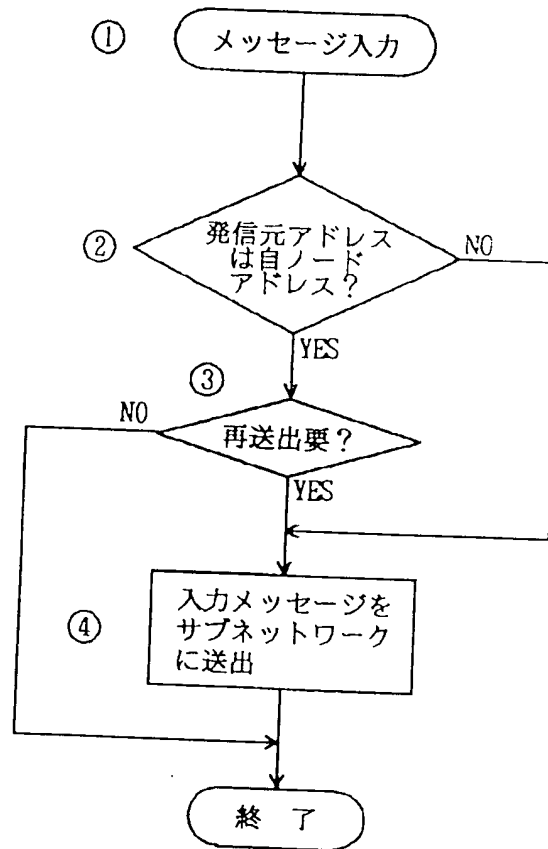 ① メッセージ入力
② 発信元アドレス
は自ノード
アドレス？
NO
YES
③
NO
再送出要？
YES
④ 入力メッセージを
サブネットワーク
に送出
終 了